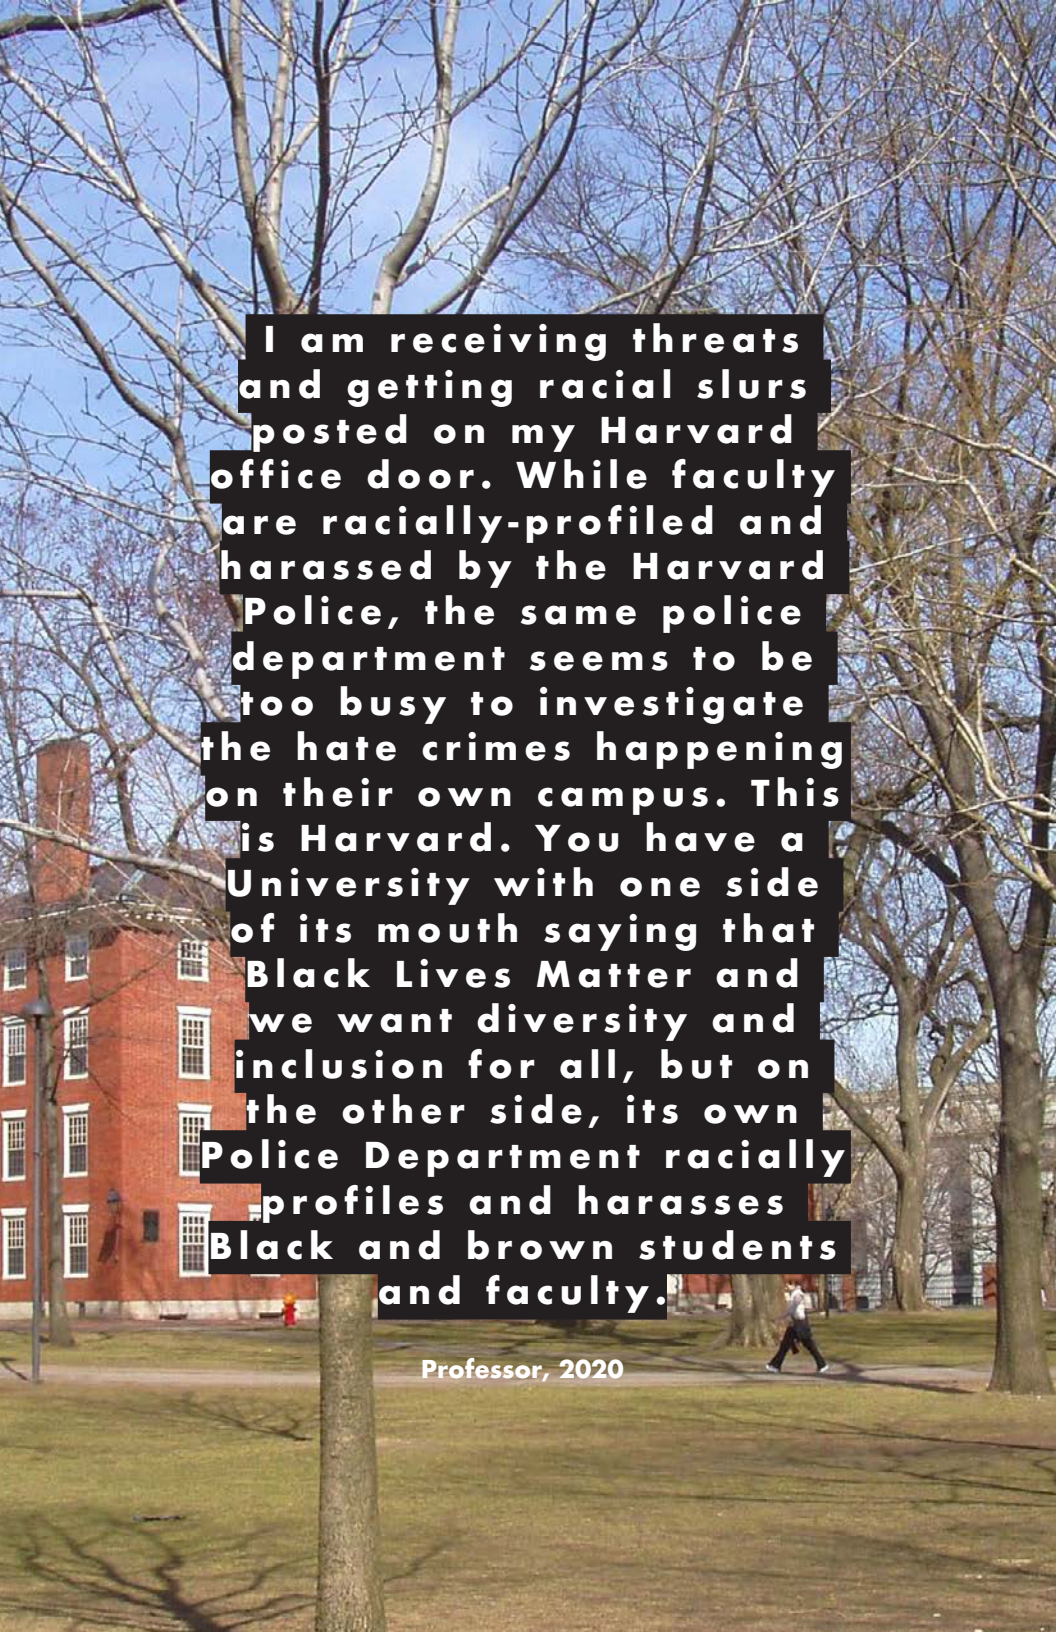 I am receiving threats
and getting racial slurs
posted on my Harvard
office door. While faculty
are racially-profiled and
harassed by the Harvard
Police, the same police
department seems to be
too busy to investigate
the hate crimes happening
on their own campus. This
is Harvard. You have a
University with one side
of its mouth saying that
Black Lives Matter and
we want diversity and
inclusion for all, but on
the other side, its own
Police Department racially
profiles and harasses
Black and brown students
and faculty.
Professor, 2020